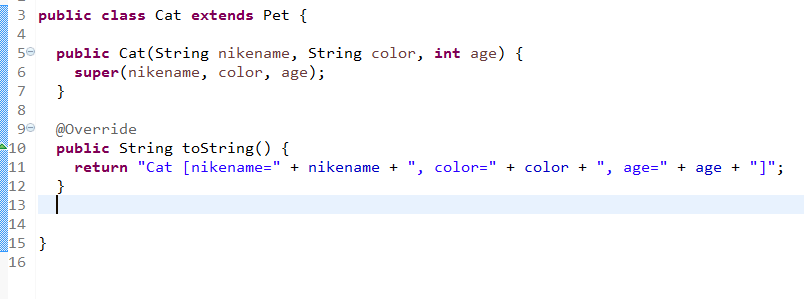 3 public class Cat extends Pet {
4
5 public Cat(String nikename, String color, int age) {
6 super(nikename, color, age);
7 }
8
9 @Override
10 public String toString() {
11 return "Cat [nikename=" + nikename + ", color=" + color + ", age=" + age + "]";
12 }
13
14
15 }
16